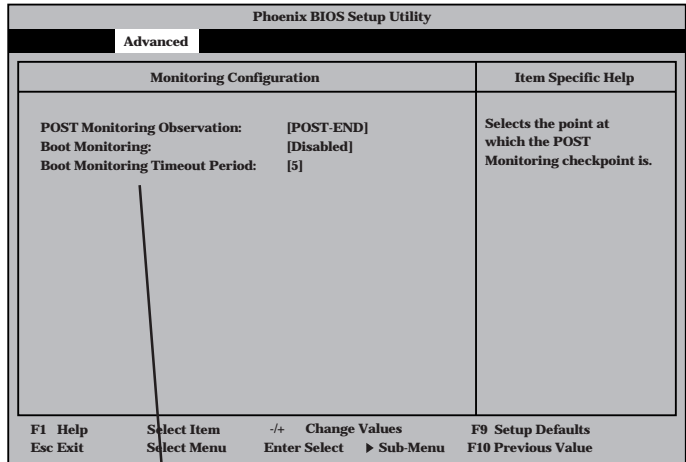 Phoenix BIOS Setup Utility
Advanced
Monitoring Configuration
Item Specific Help
POST Monitoring Observation: [POST-END]
Boot Monitoring: [Disabled]
Boot Monitoring Timeout Period: [5]
Selects the point at
which the POST
Monitoring checkpoint is.
F1 Help Select Item -/+ Change Values F9 Setup Defaults
Esc Exit Select Menu Enter Select ▶ Sub-Menu F10 Previous Value